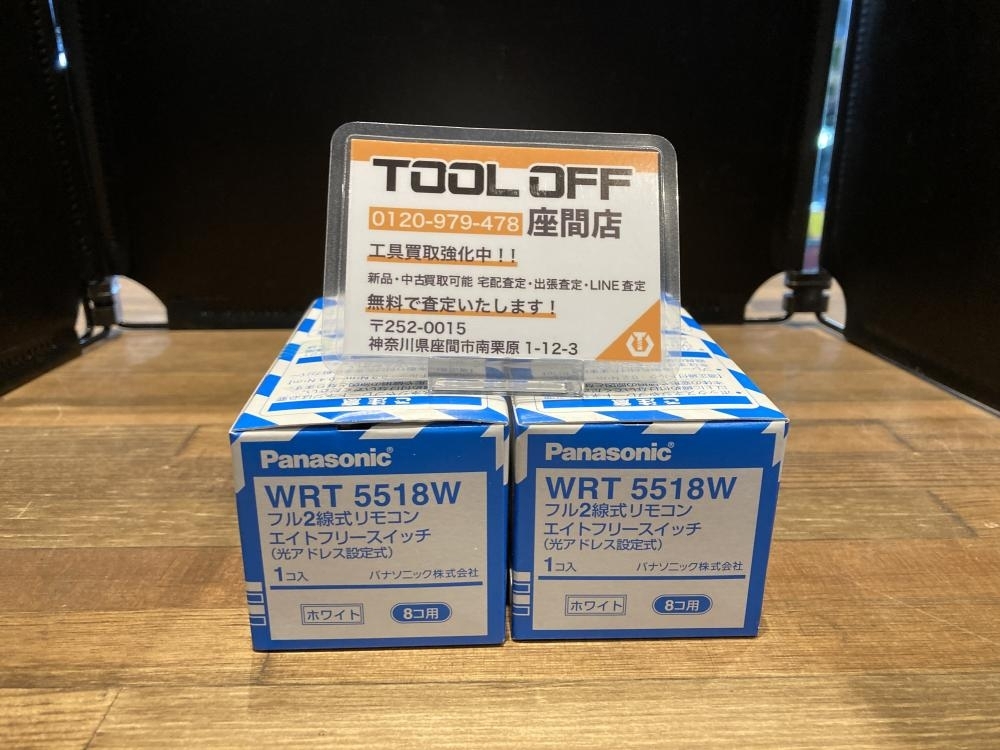 TOOL OFF
0120-979-478 座間店
工具買取強化中!!
新品・中古買取可能 宅配査定・出張査定・LINE査定
無料で査定いたします!
〒252-0015
神奈川県座間市南栗原1-12-3
ご注意
ご注意
Panasonic®
WRT 5518W
フル2線式リモコン
エイトフリースイッチ
(光アドレス設定式)
1コ入 パナソニック株式会社
ホワイト 8コ用
Panasonic®
WRT 5518W
フル2線式リモコン
エイトフリースイッチ
(光アドレス設定式)
1コ入 パナソニック株式会社
ホワイト 8コ用